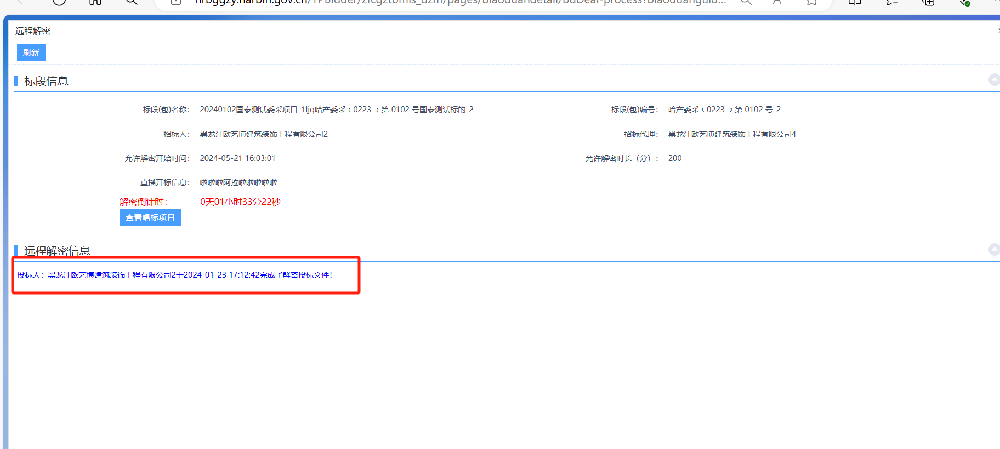 hrbggzy.harbin.gov.cn/TPBidder/zfcgztbmis_dzm/pages/biaoduandetail/bdDeal-process?biaoduanguid...
远程解密
刷新
标段信息
标段(包)名称： 20240102国泰测试委采项目-1ljq哈产委采﹙0223 ﹚第 0102 号国泰测试标的-2 标段(包)编号： 哈产委采﹙0223 ﹚第 0102 号-2
招标人： 黑龙江欧艺博建筑装饰工程有限公司2 招标代理： 黑龙江欧艺博建筑装饰工程有限公司4
允许解密开始时间： 2024-05-21 16:03:01 允许解密时长（分）： 200
直播开标信息： 啦啦啦阿拉啦啦啦啦啦
解密倒计时： 0天01小时33分22秒
查看唱标项目
远程解密信息
投标人：黑龙江欧艺博建筑装饰工程有限公司2于2024-01-23 17:12:42完成了解密投标文件！